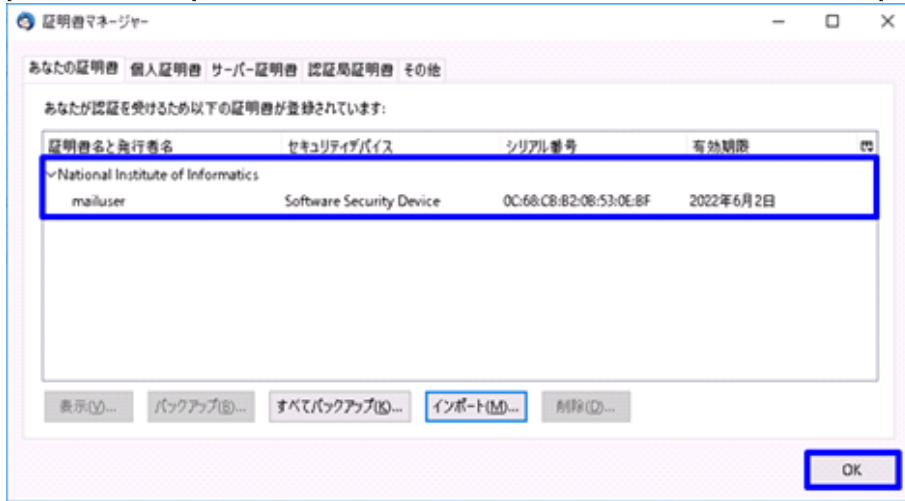 証明書マネージャー
あなたの証明書 個人証明書 サーバー証明書 認証局証明書 その他
あなたが認証を受けるため以下の証明書が登録されています:
証明書名と発行者名 セキュリティデバイス シリアル番号 有効期限
National Institute of Informatics
mailuser Software Security Device 0C:68:CB:B2:0B:53:0E:BF 2022年6月2日
表示(V)... バックアップ(B)... すべてバックアップ(K)... インポート(M)... 削除(D)...
OK